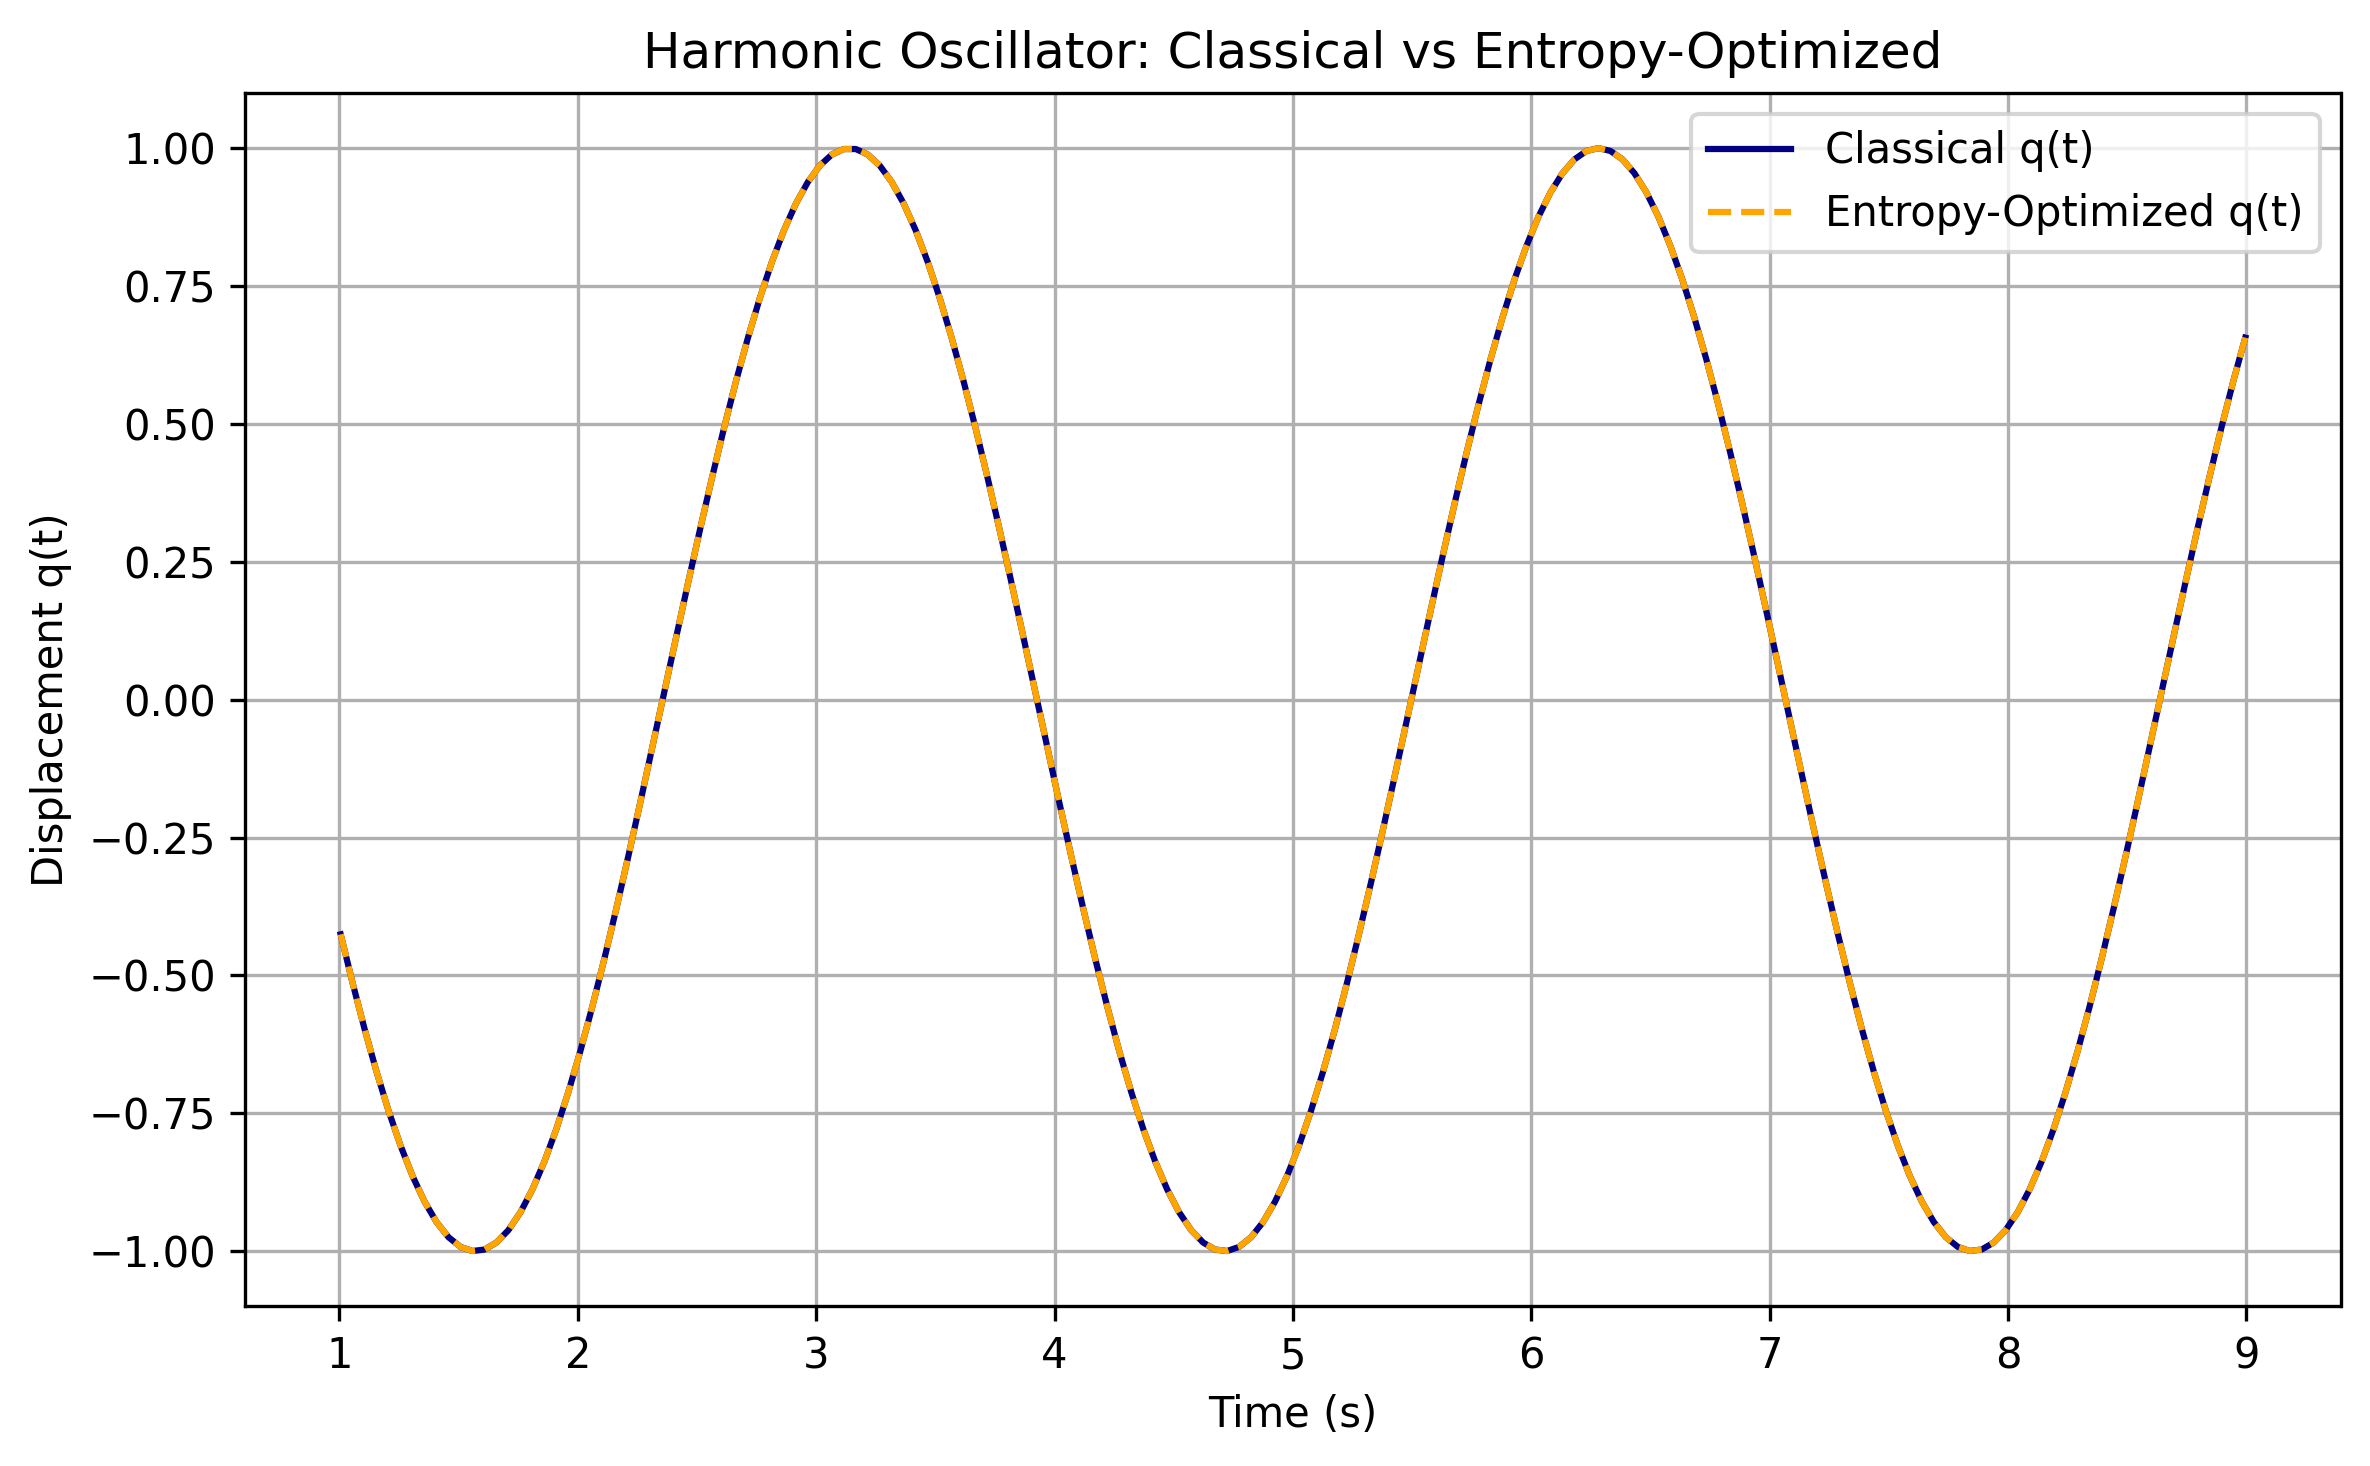 Harmonic Oscillator: Classical vs Entropy-Optimized
Classical q(t)
Entropy-Optimized q(t)
Displacement q(t)
1.00
0.75
0.50
0.25
0.00
−0.25
−0.50
−0.75
−1.00
1 2 3 4 5 6 7 8 9
Time (s)